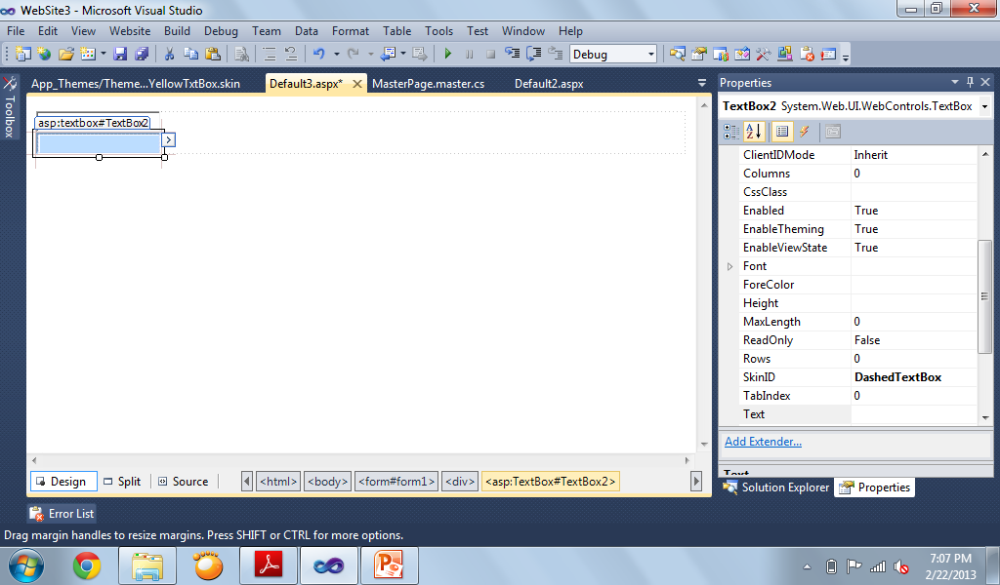 WebSite3 - Microsoft Visual Studio
File Edit View Website Build Debug Team Data Format Table Tools Test Window Help
Debug
Toolbox
App_Themes/Theme...YellowTxtBox.skin Default3.aspx* MasterPage.master.cs Default2.aspx
asp:textbox#TextBox2
Properties
TextBox2 System.Web.UI.WebControls.TextBox
ClientIDMode Inherit
Columns 0
CssClass
Enabled True
EnableTheming True
EnableViewState True
Font
ForeColor
Height
MaxLength 0
ReadOnly False
Rows 0
SkinID DashedTextBox
TabIndex 0
Text
Add Extender...
Text
Design Split Source <html> <body> <form#form1> <div> <asp:TextBox#TextBox2>
Solution Explorer Properties
Error List
Drag margin handles to resize margins. Press SHIFT or CTRL for more options.
7:07 PM
2/22/2013